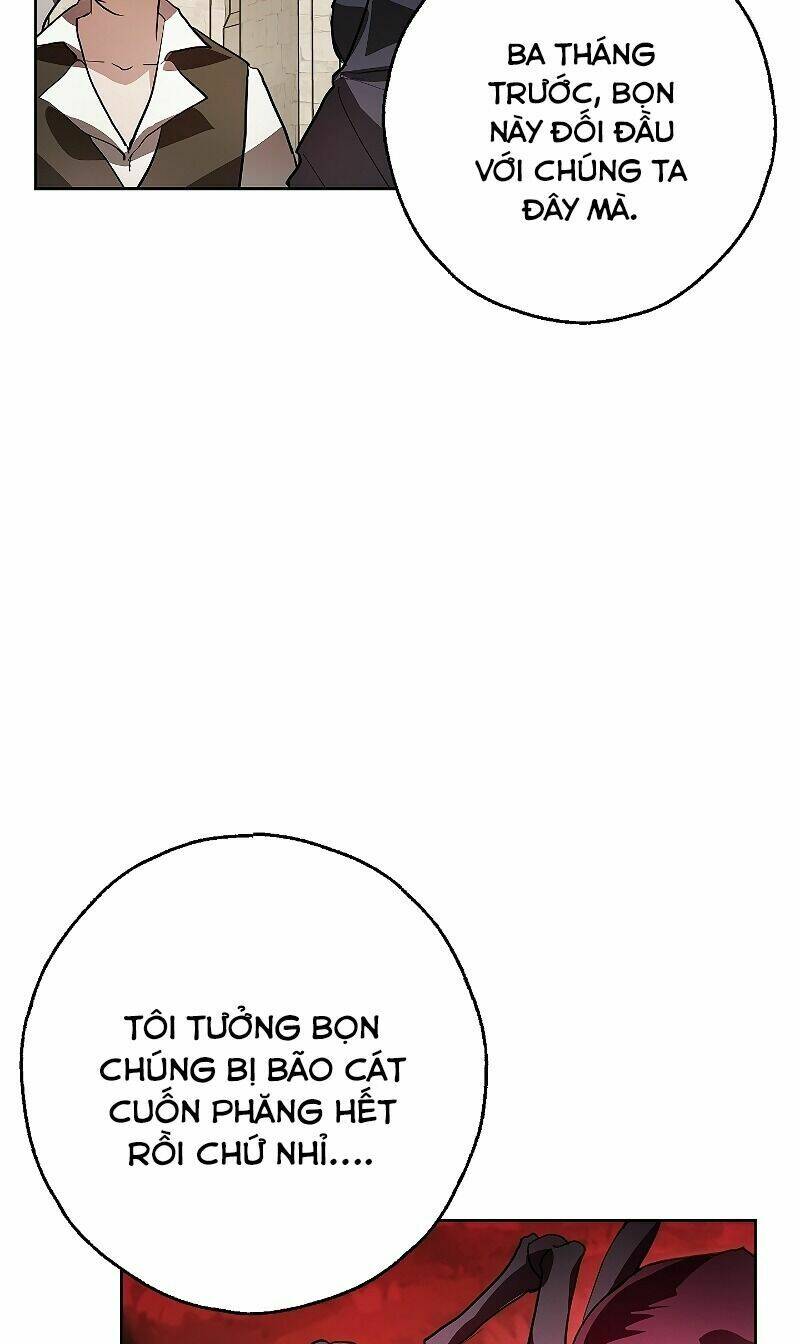 BA THÁNG
TRƯỚC, BỌN
NÀY ĐỐI ĐẦU
VỚI CHÚNG TA
ĐÂY MÀ.
TÔI TƯỞNG BỌN
CHÚNG BỊ BÃO CÁT
CUỐN PHĂNG HẾT
RỒI CHỨ NHỈ....